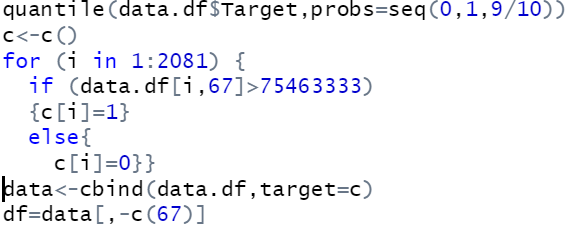 quantile(data.df$Target,probs=seq(0,1,9/10))
c<-c()
for (i in 1:2081) {
  if (data.df[i,67]>75463333)
  {c[i]=1}
  else{
    c[i]=0}}
data<-cbind(data.df,target=c)
df=data[,-c(67)]